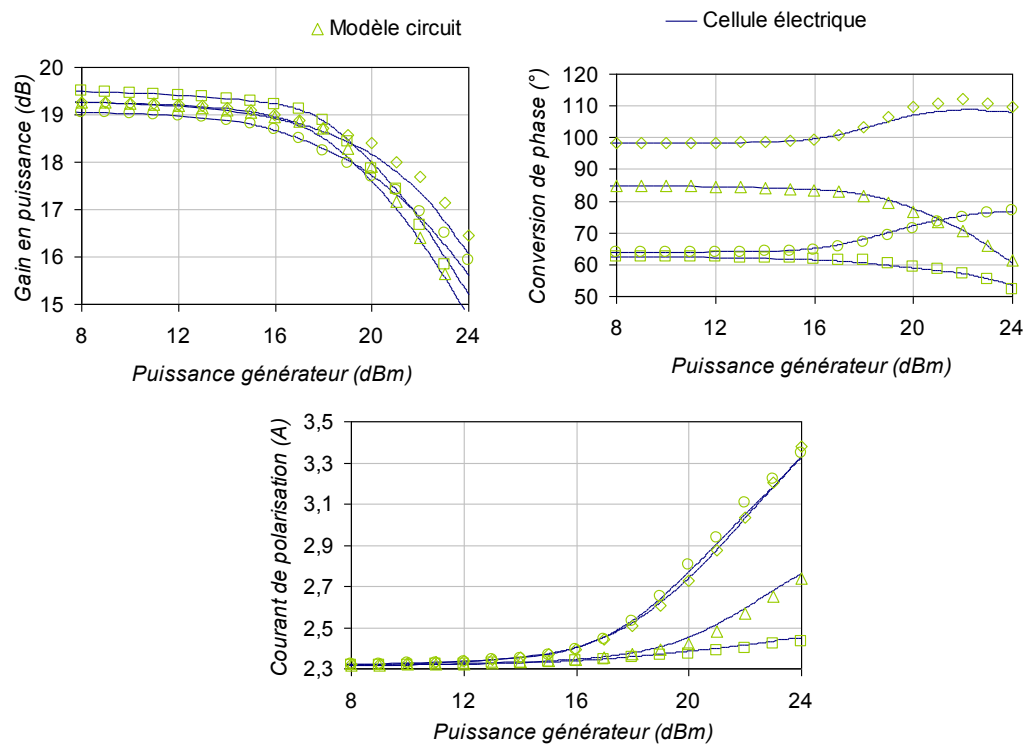 Modèle circuit
Cellule électrique
Gain en puissance (dB)
20
19
18
17
16
15
8 12 16 20 24
Puissance générateur (dBm)
Conversion de phase (°)
120
110
100
90
80
70
60
50
8 12 16 20 24
Puissance générateur (dBm)
Courant de polarisation (A)
3,5
3,3
3,1
2,9
2,7
2,5
2,3
8 12 16 20 24
Puissance générateur (dBm)